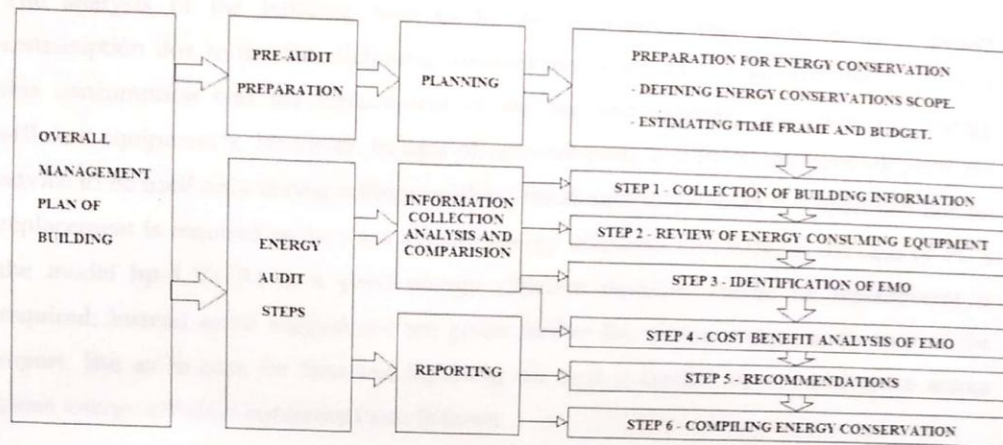 OVERALL
MANAGEMENT
PLAN OF
BUILDING
PRE-AUDIT
PREPARATION
ENERGY
AUDIT
STEPS
PLANNING
INFORMATION
COLLECTION
ANALYSIS AND
COMPARISION
REPORTING
PREPARATION FOR ENERGY CONSERVATION
- DEFINING ENERGY CONSERVATIONS SCOPE.
- ESTIMATING TIME FRAME AND BUDGET.
STEP 1 - COLLECTION OF BUILDING INFORMATION
STEP 2 - REVIEW OF ENERGY CONSUMING EQUIPMENT
STEP 3 - IDENTIFICATION OF EMO
STEP 4 - COST BENEFIT ANALYSIS OF EMO
STEP 5 - RECOMMENDATIONS
STEP 6 - COMPILING ENERGY CONSERVATION